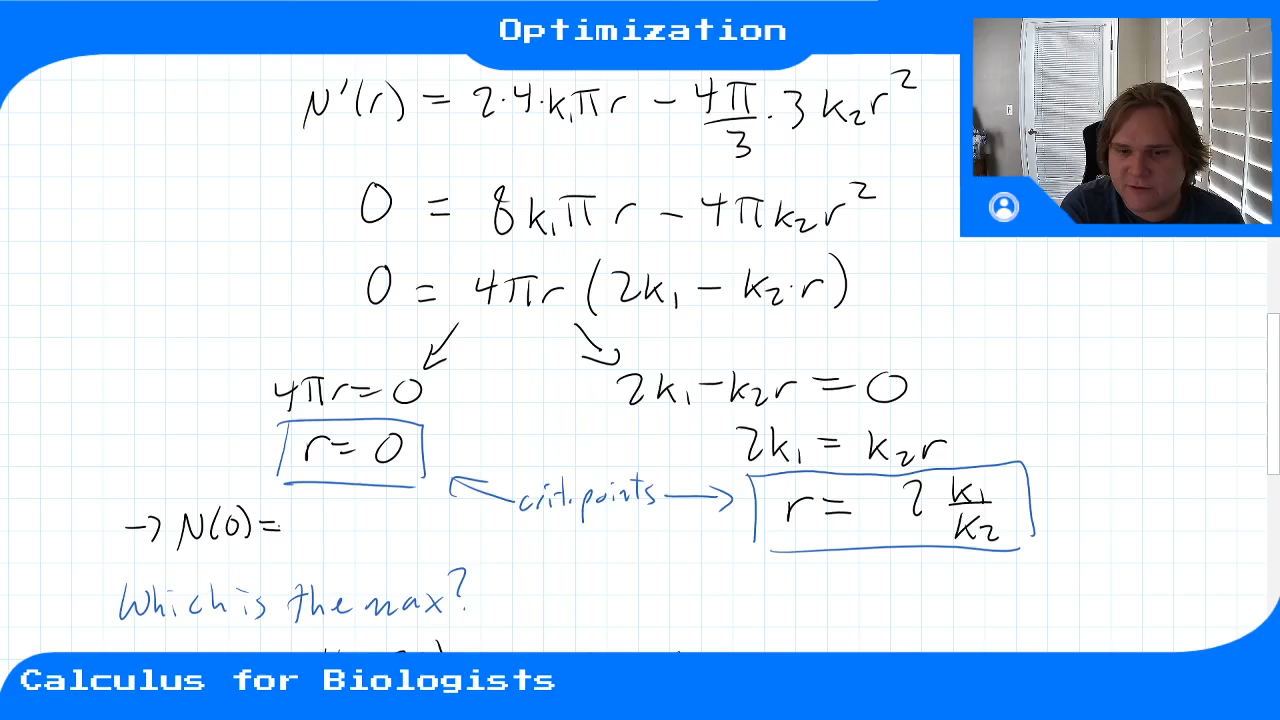 Optimization
N'(r) = 2·4·k₁πr − 4π/3 · 3k₂r²
0 = 8k₁πr − 4πk₂r²
0 = 4πr (2k₁ − k₂·r)
4πr = 0
2k₁ − k₂r = 0
r = 0
2k₁ = k₂r
crit. points
r = 2 k₁/k₂
→ N(0) =
Which is the max?
Calculus for Biologists